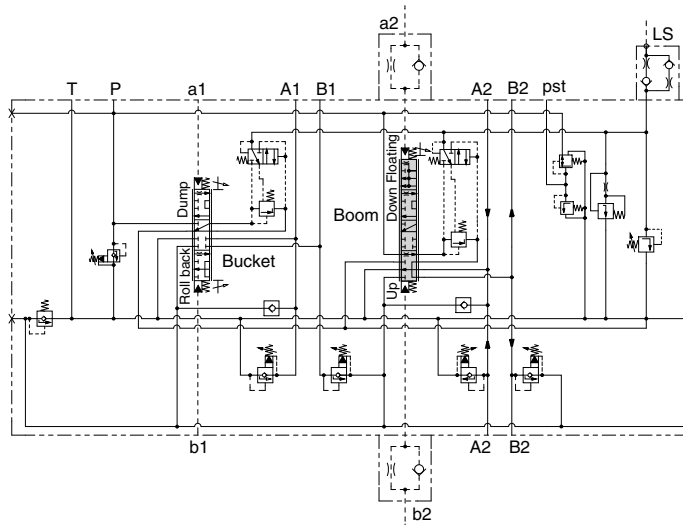 a2
LS
T
P
a1
A1
B1
A2
B2
pst
Dump
Down Floating
Boom
Bucket
Roll back
Up
b1
A2
B2
b2